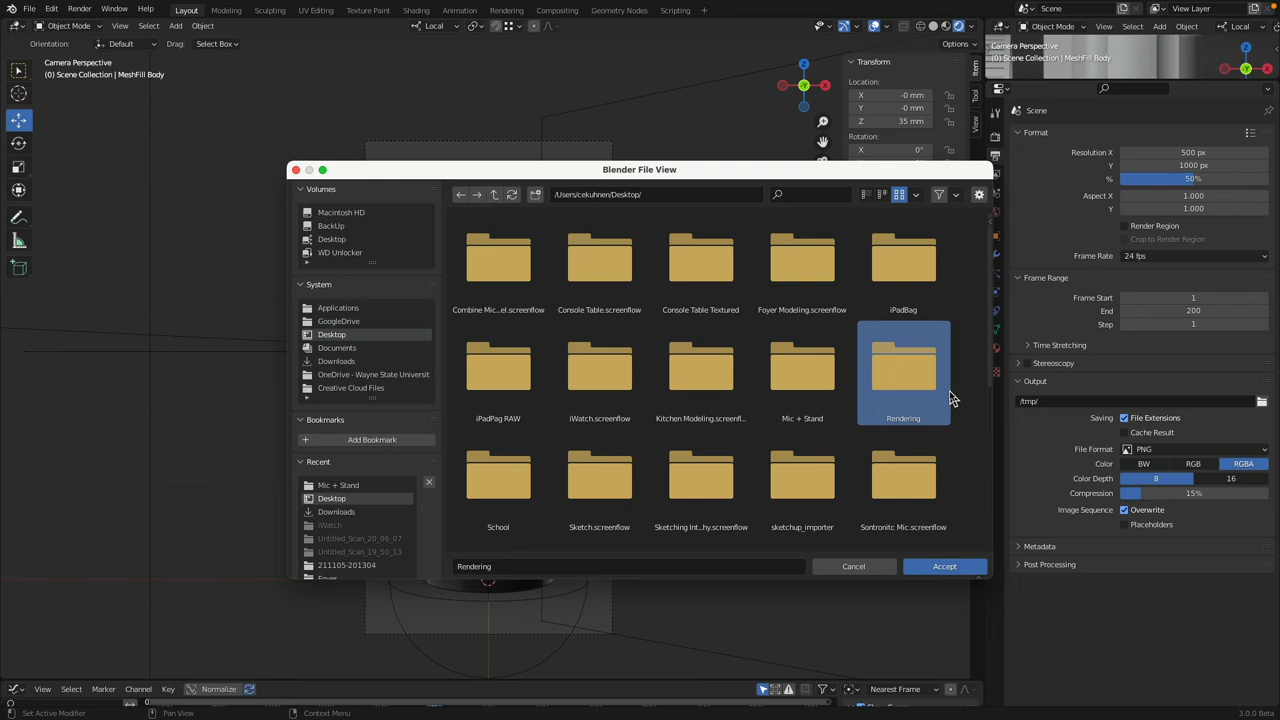 File Edit Render Window Help Layout Modeling Sculpting UV Editing Texture Paint Shading Animation Rendering Compositing Geometry Nodes Scripting Scene View Layer
Object Mode View Select Add Object Local Object Mode View Select Add Object Local
Orientation: Default Drag: Select Box Options
Camera Perspective
(0) Scene Collection | MeshFill Body
Transform
Location:
X -0 mm
Y -0 mm
Z 35 mm
Rotation:
X 0°
Item
Tool
View
Camera Perspective
(0) Scene Collection | MeshFill Body
Scene
Format
Resolution X 500 px
Y 1000 px
% 50%
Aspect X 1.000
Y 1.000
Render Region
Crop to Render Region
Frame Rate 24 fps
Frame Range
Frame Start 1
End 200
Step 1
Time Stretching
Stereoscopy
Output
/tmp/
Saving File Extensions
Cache Result
File Format PNG
Color BW RGB RGBA
Color Depth 8 16
Compression 15%
Image Sequence Overwrite
Placeholders
Metadata
Post Processing
Blender File View
Volumes
Macintosh HD
BackUp
Desktop
WD Unlocker
System
Applications
GoogleDrive
Desktop
Documents
Downloads
OneDrive - Wayne State Universit
Creative Cloud Files
Bookmarks
Add Bookmark
Recent
Mic + Stand
Desktop
Downloads
iWatch
Untitled_Scan_20_06_07
Untitled_Scan_19_50_13
211105-201304
Foyer
/Users/cekuhnen/Desktop/
Combine Mic...el.screenflow Console Table.screenflow Console Table Textured Foyer Modeling.screenflow iPadBag
iPadPag RAW iWatch.screenflow Kitchen Modeling.screenfl... Mic + Stand Rendering
School Sketch.screenflow Sketching Int...hy.screenflow sketchup_importer Sontronitc Mic.screenflow
Rendering Cancel Accept
View Select Marker Channel Key Normalize Nearest Frame
0
Set Active Modifier Pan View Context Menu 3.0.0 Beta